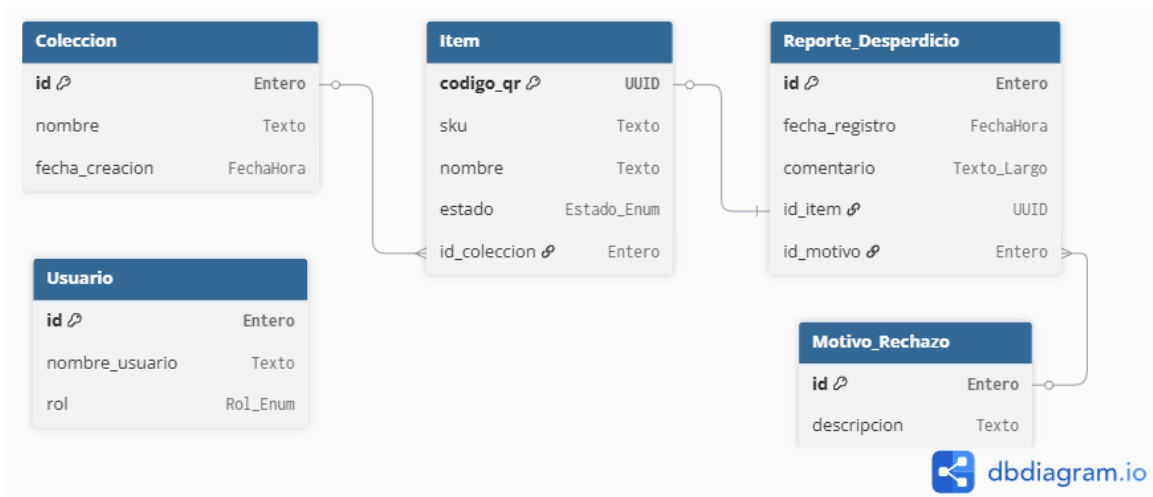 Coleccion
id Entero
nombre Texto
fecha_creacion FechaHora
Item
codigo_qr UUID
sku Texto
nombre Texto
estado Estado_Enum
id_coleccion Entero
Reporte_Desperdicio
id Entero
fecha_registro FechaHora
comentario Texto_Largo
id_item UUID
id_motivo Entero
Usuario
id Entero
nombre_usuario Texto
rol Rol_Enum
Motivo_Rechazo
id Entero
descripcion Texto
dbdiagram.io